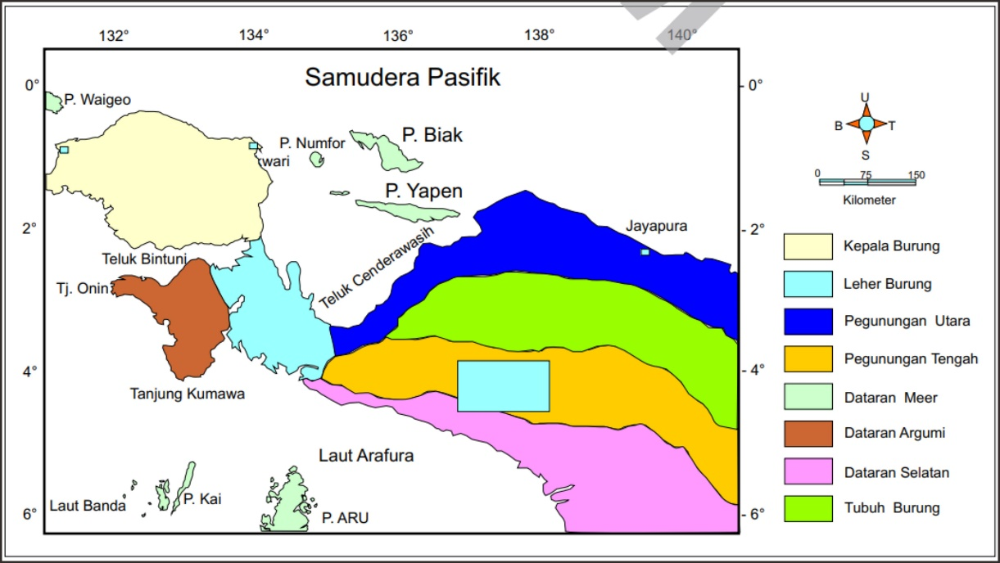 132° 134° 136° 138° 140°
Samudera Pasifik
0° 0°
P. Waigeo
P. Biak
P. Numfor
kwari
P. Yapen
U
B T
S
0 75 150
Kilometer
2° 2°
Jayapura
Teluk Bintuni
Teluk Cenderawasih
Tj. Onin
4° 4°
Tanjung Kumawa
Laut Arafura
Laut Banda
P. Kai
P. ARU
6° 6°
Kepala Burung
Leher Burung
Pegunungan Utara
Pegunungan Tengah
Dataran Meer
Dataran Argumi
Dataran Selatan
Tubuh Burung